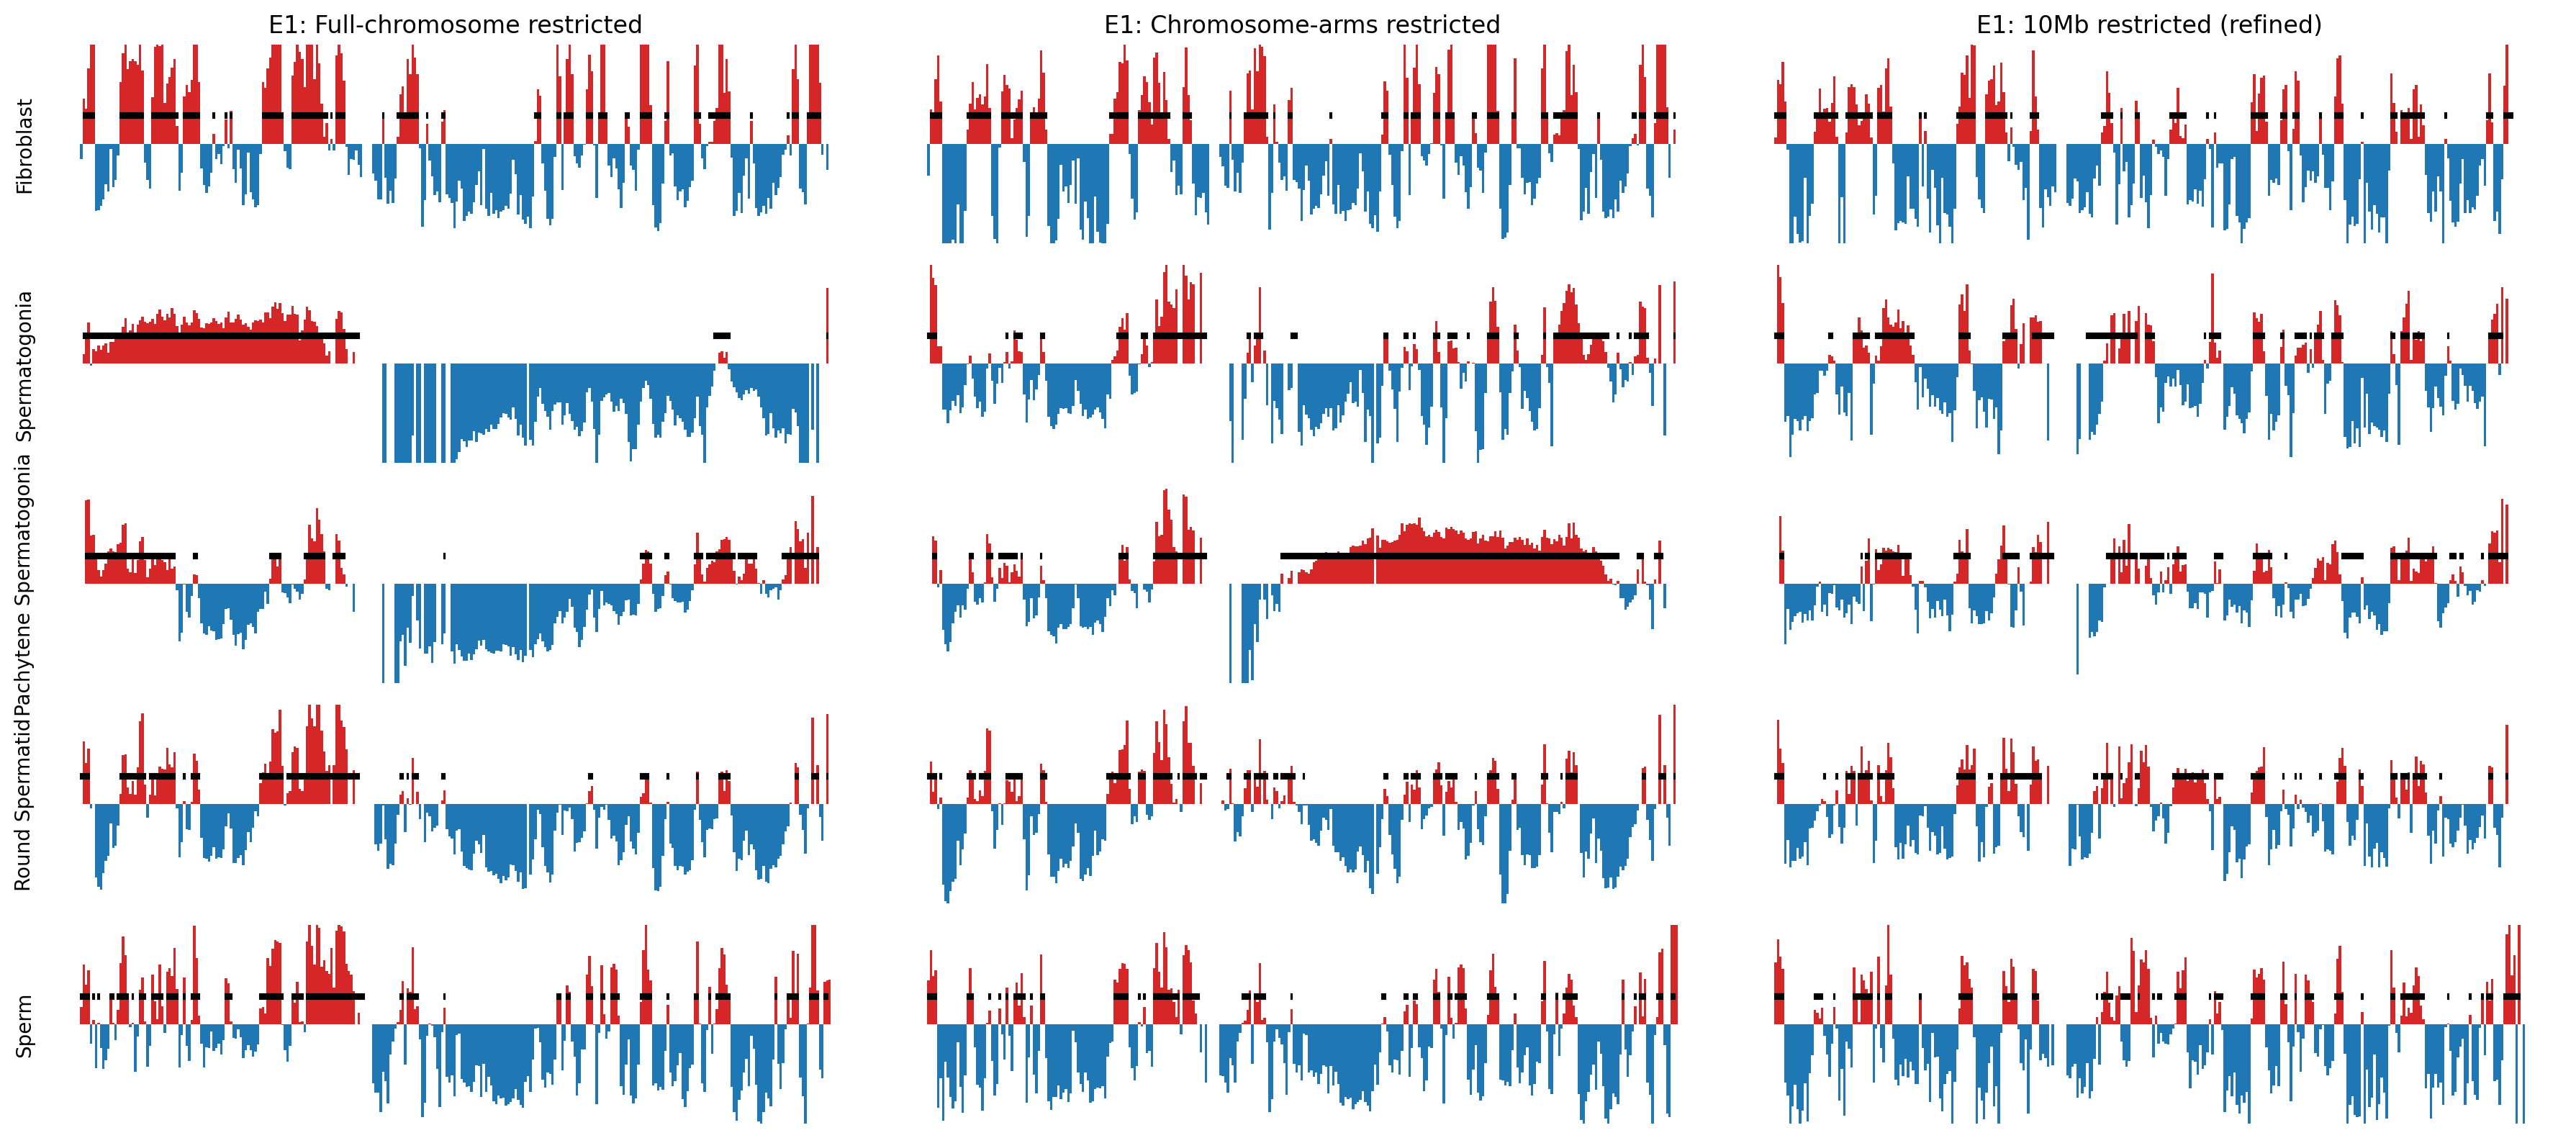 E1: Full-chromosome restricted
E1: Chromosome-arms restricted
E1: 10Mb restricted (refined)
Fibroblast
Spermatogonia
Pachytene Spermatogonia
Round Spermatid
Sperm